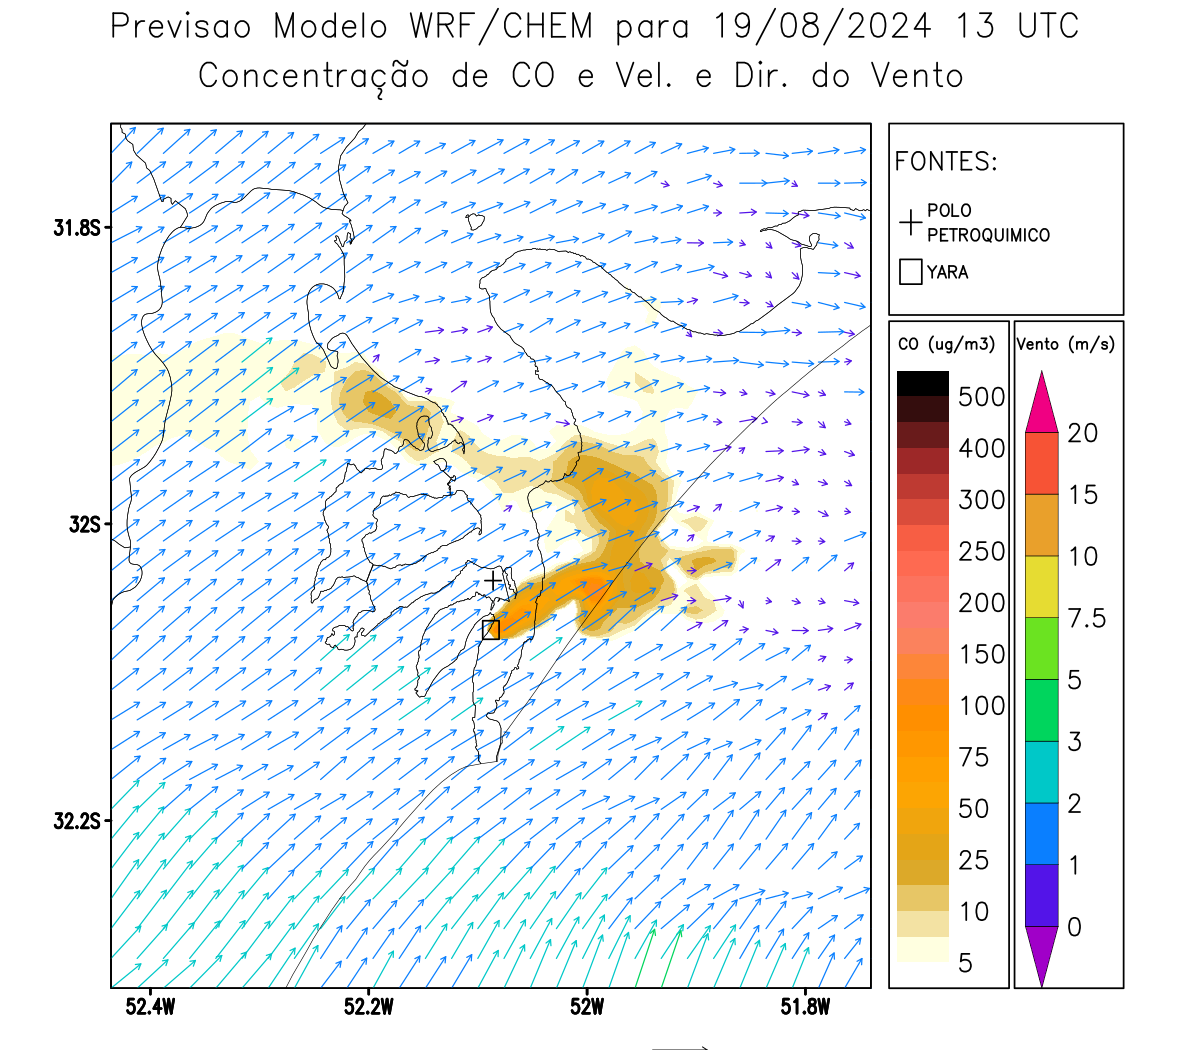 Previsao Modelo WRF/CHEM para 19/08/2024 13 UTC
Concentração de CO e Vel. e Dir. do Vento
FONTES:
POLO
PETROQUIMICO
YARA
CO (ug/m3)
500
400
300
250
200
150
100
75
50
25
10
5
Vento (m/s)
20
15
10
7.5
5
3
2
1
0
31.8S
32S
32.2S
52.4W
52.2W
52W
51.8W